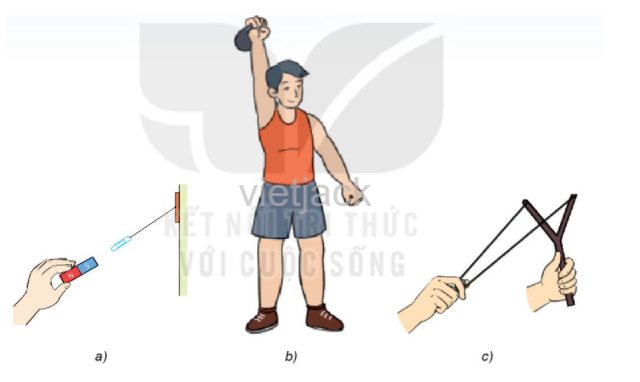 vietjack
KẾT NỐI TRI THỨC
VỚI CUỘC SỐNG
N
S
a)
b)
c)